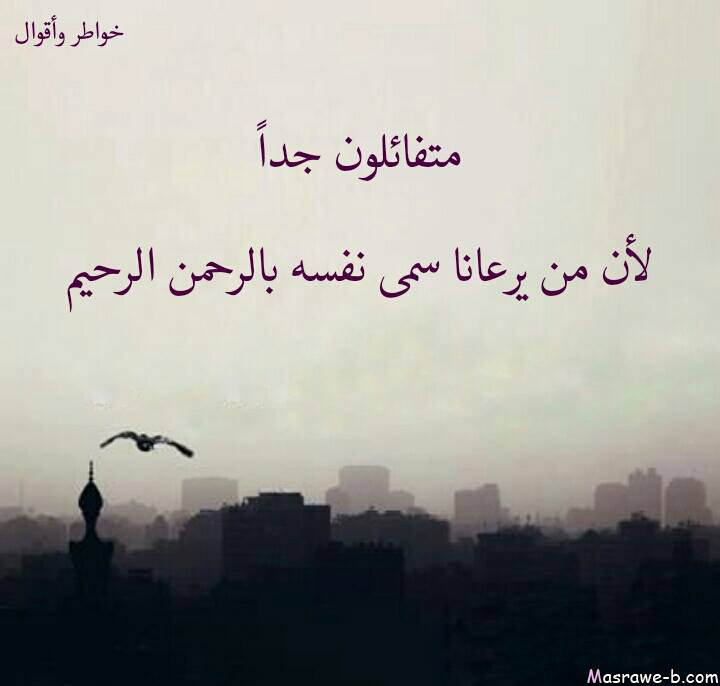 خواطر وأقوال
متفائلون جداً
لأن من يرعانا سمى نفسه بالرحمن الرحيم
Masrawe-b.com